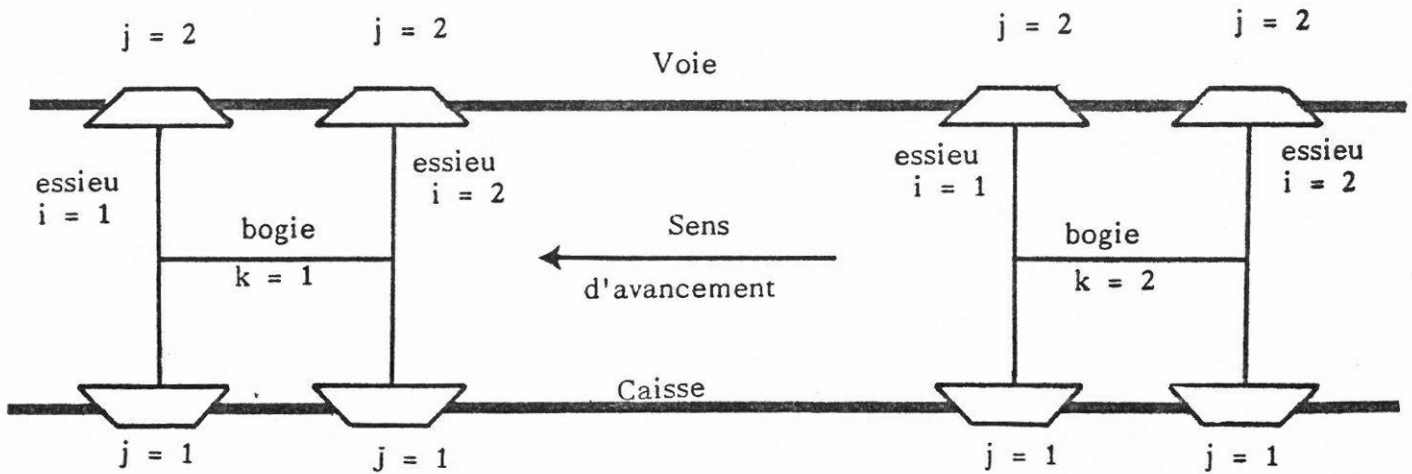 j = 2
j = 2
j = 2
j = 2
Voie
essieu
i = 1
essieu
i = 2
essieu
i = 1
essieu
i = 2
bogie
k = 1
Sens
d'avancement
bogie
k = 2
Caisse
j = 1
j = 1
j = 1
j = 1